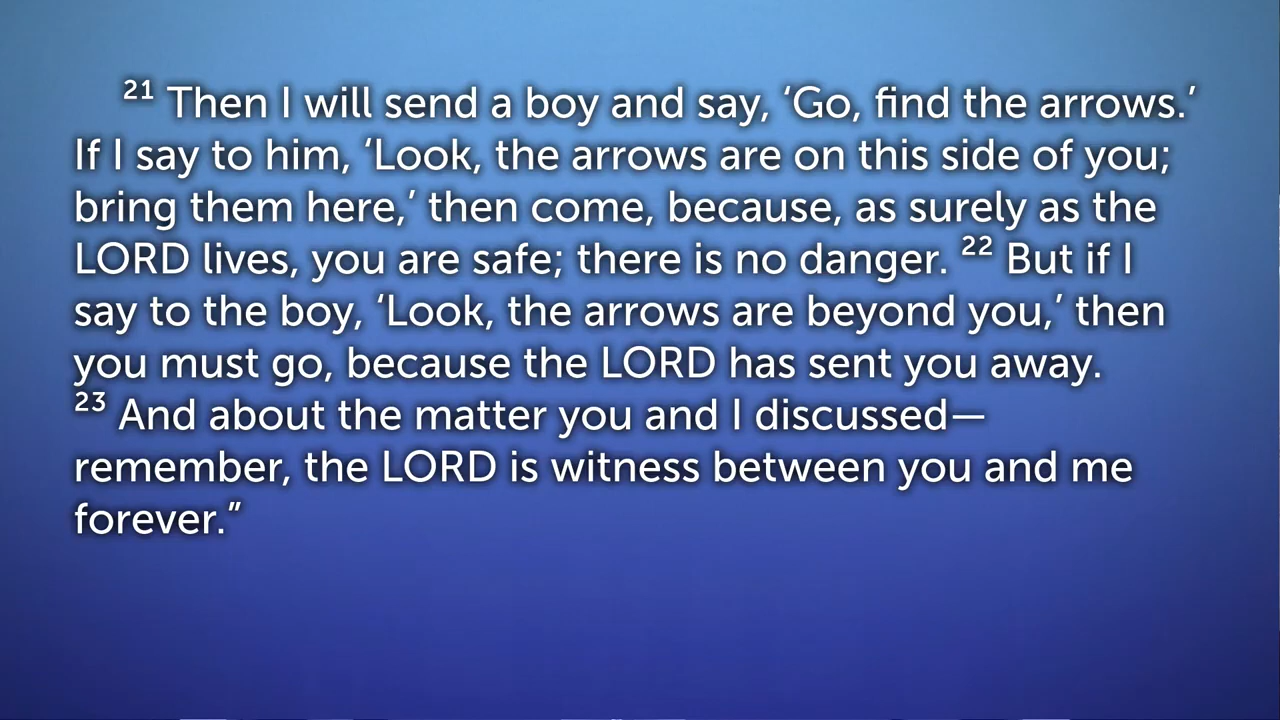 21 Then I will send a boy and say, ‘Go, find the arrows.’
If I say to him, ‘Look, the arrows are on this side of you;
bring them here,’ then come, because, as surely as the
LORD lives, you are safe; there is no danger. 22 But if I
say to the boy, ‘Look, the arrows are beyond you,’ then
you must go, because the LORD has sent you away.
23 And about the matter you and I discussed—
remember, the LORD is witness between you and me
forever.”